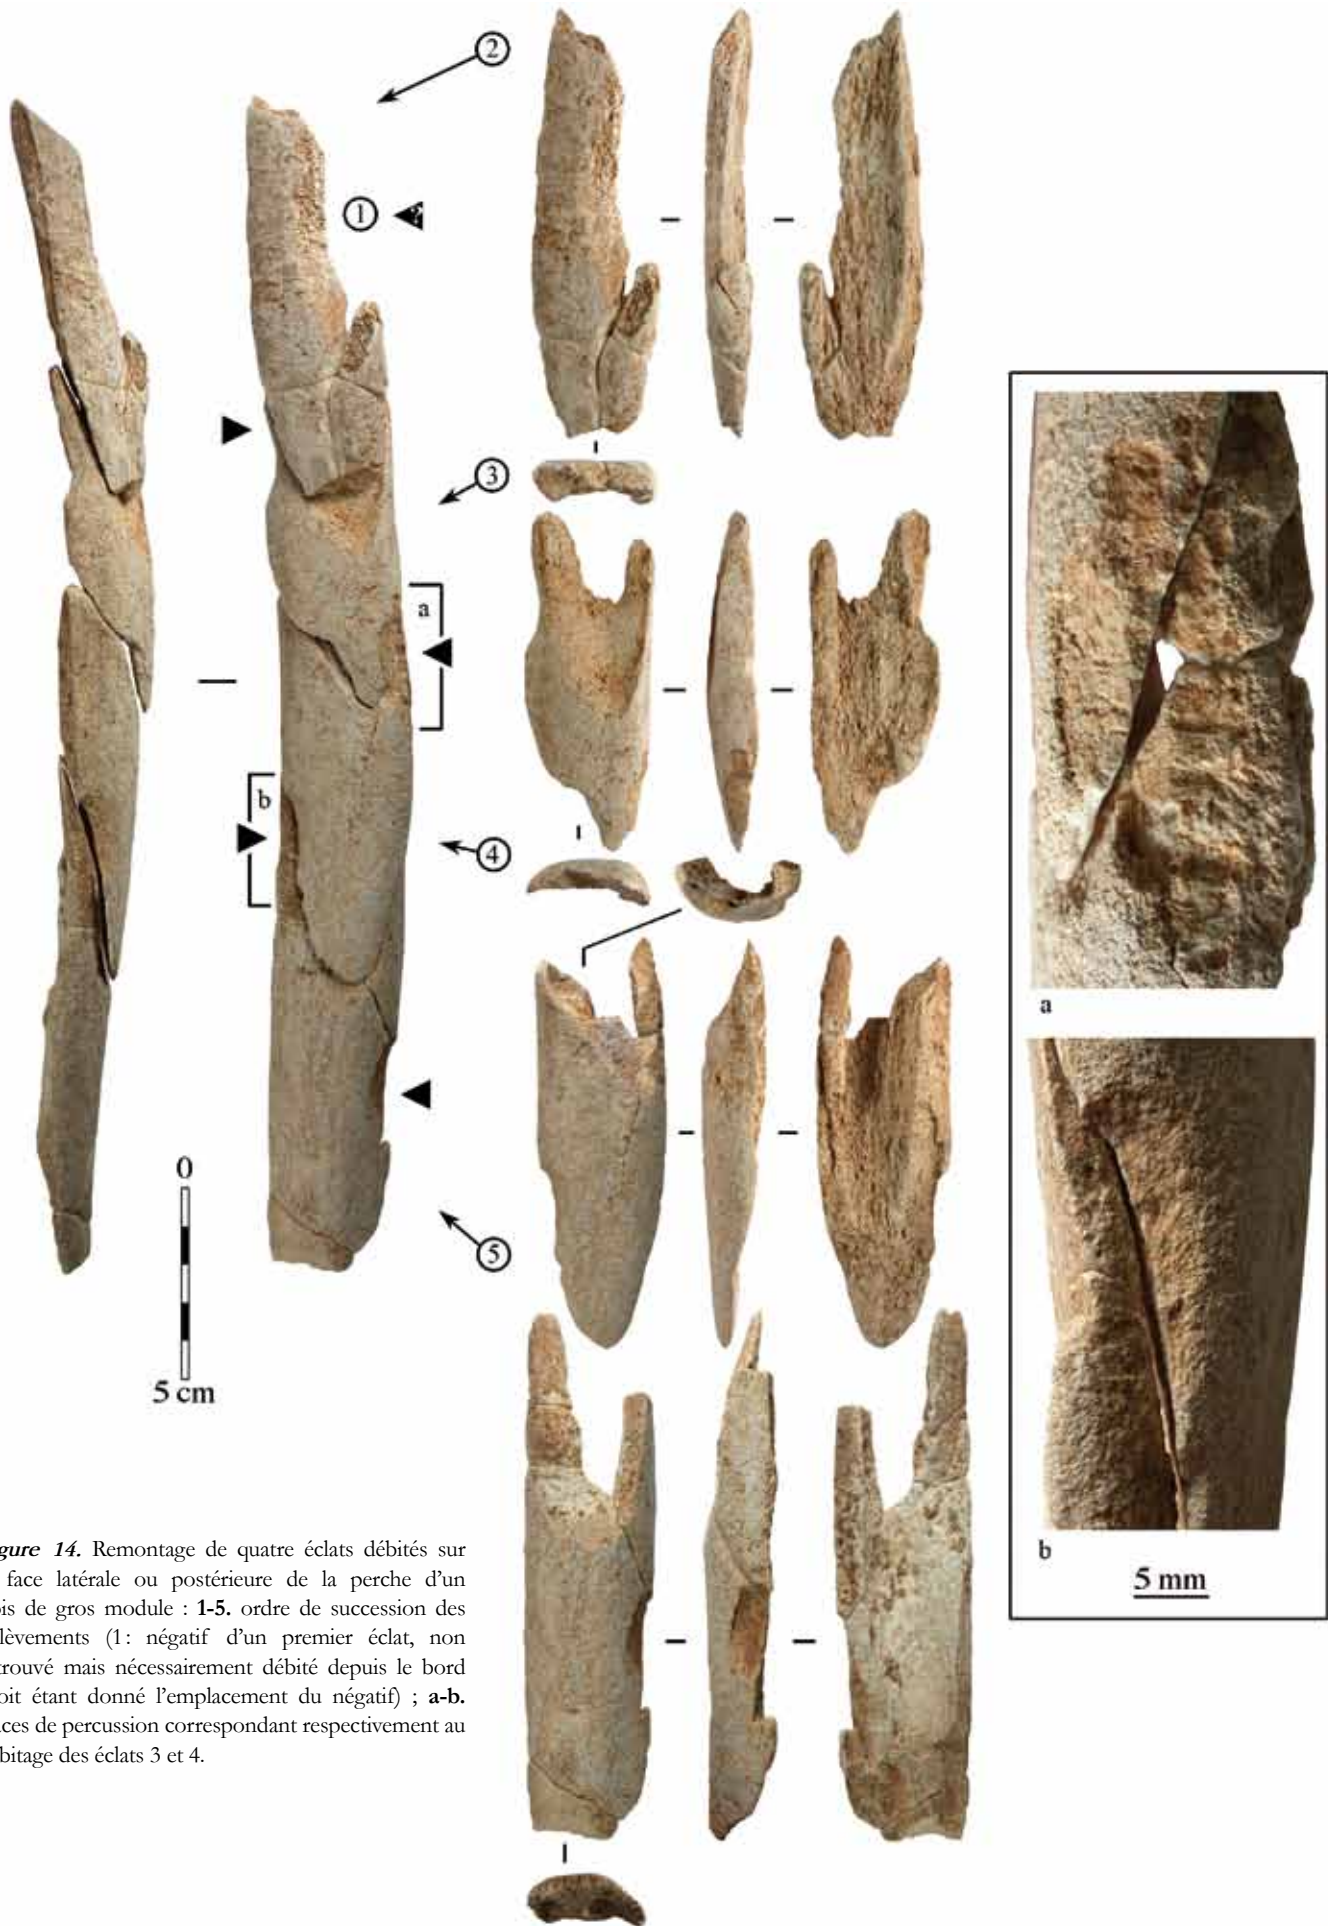 2
1
?
3
a
b
4
5
0
5 cm
a
b
5 mm
gure 14. Remontage de quatre éclats débités sur
face latérale ou postérieure de la perche d’un
ois de gros module : 1-5. ordre de succession des
lèvements (1: négatif d’un premier éclat, non
trouvé mais nécessairement débité depuis le bord
oit étant donné l’emplacement du négatif) ; a-b.
aces de percussion correspondant respectivement au
bitage des éclats 3 et 4.